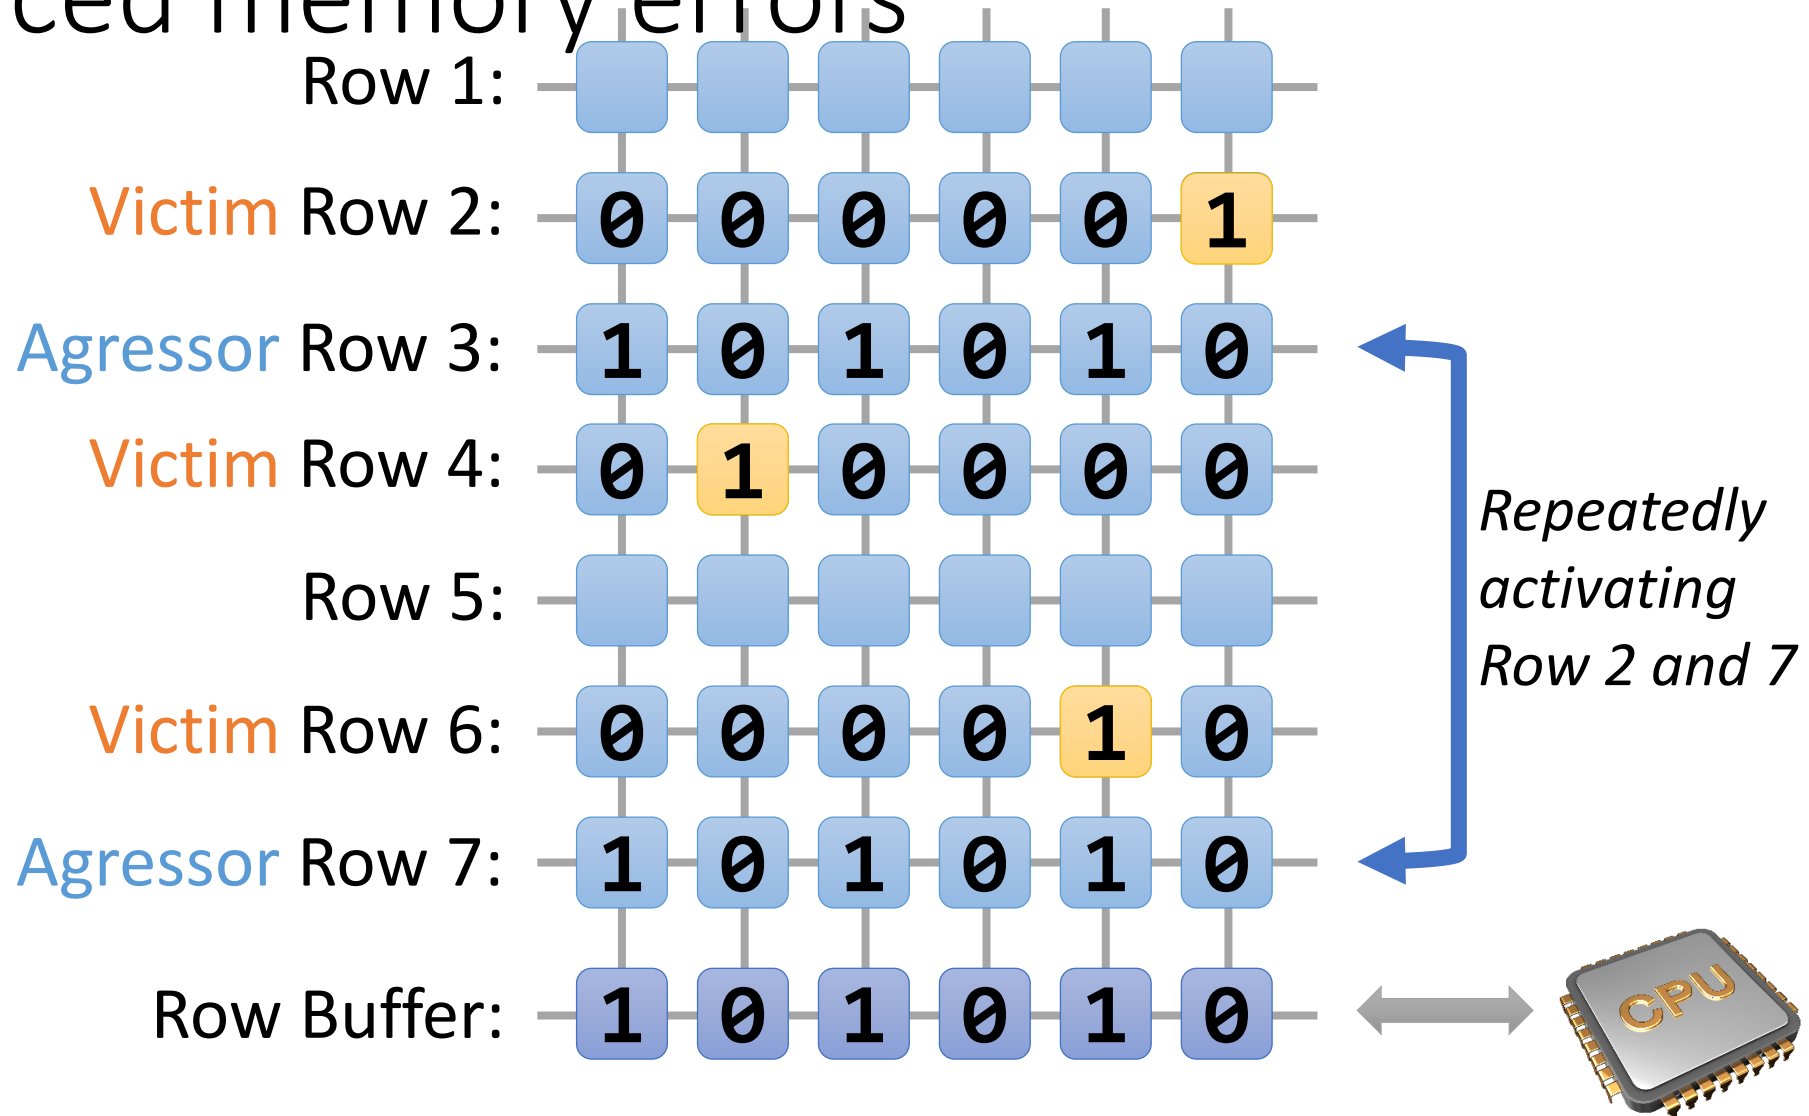 ced memory errors
Row 1:
Victim Row 2: 0 0 0 0 0 1
Agressor Row 3: 1 0 1 0 1 0
Victim Row 4: 0 1 0 0 0 0
Repeatedly
activating
Row 2 and 7
Row 5:
Victim Row 6: 0 0 0 0 1 0
Agressor Row 7: 1 0 1 0 1 0
Row Buffer: 1 0 1 0 1 0
CPU